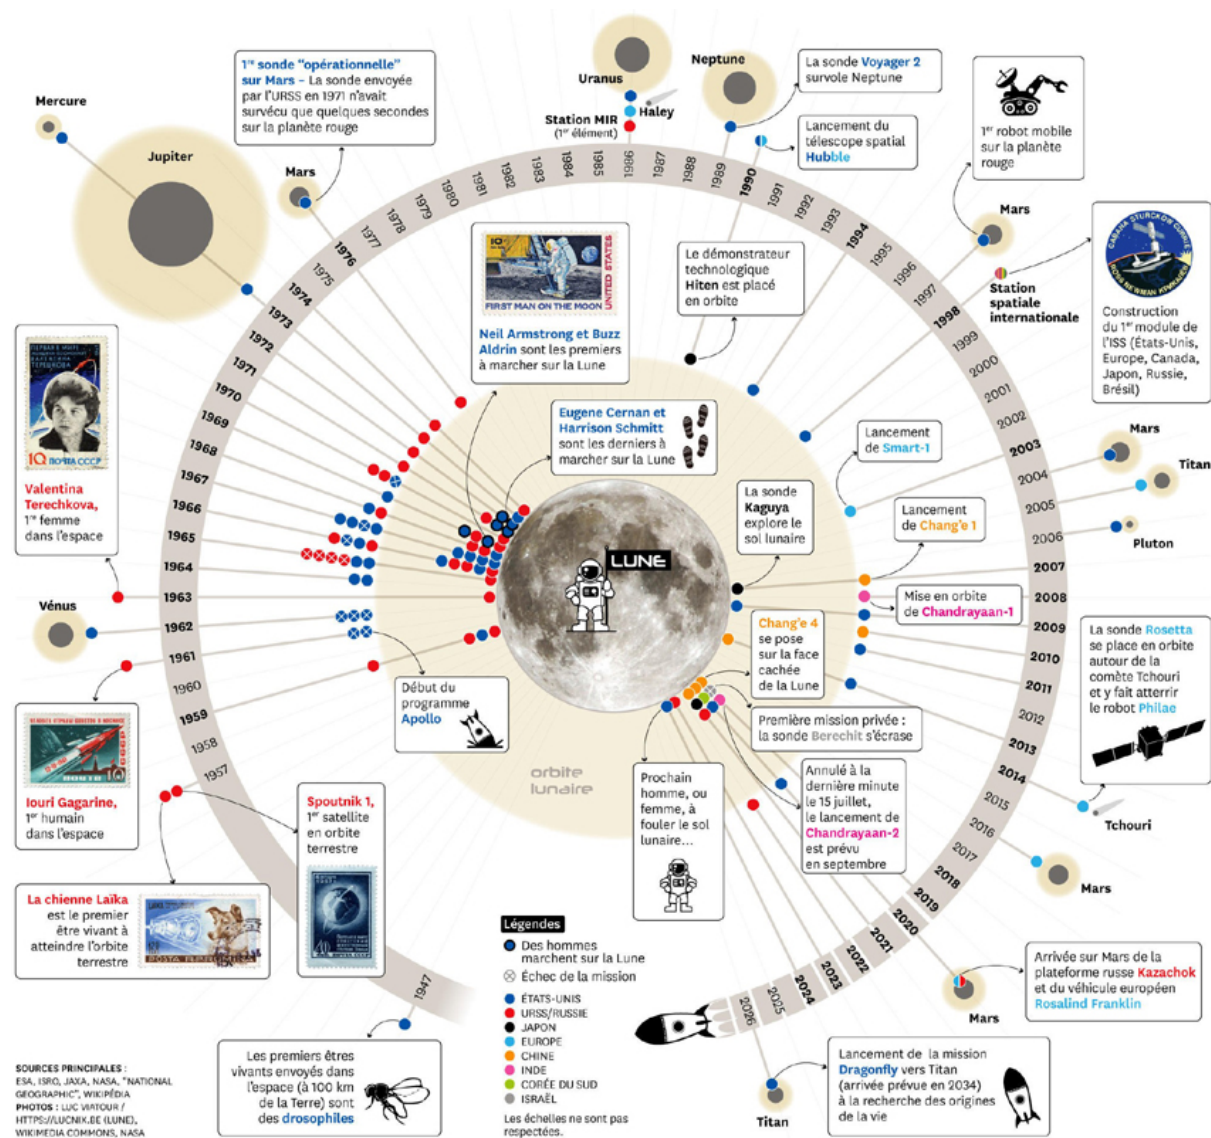 Mercure
Jupiter
1re sonde "opérationnelle"
sur Mars – La sonde envoyée
par l'URSS en 1971 n'avait
survécu que quelques secondes
sur la planète rouge
Mars
Uranus
Haley
Station MIR
(1er élément)
Neptune
La sonde Voyager 2
survole Neptune
Lancement du
télescope spatial
Hubble
1er robot mobile
sur la planète
rouge
Mars
Station
spatiale
internationale
CABANA STURCKOW CURRIE
ROSS NEWMAN КРИКАЛЕВ
Construction
du 1er module de
l'ISS (États-Unis,
Europe, Canada,
Japon, Russie,
Brésil)
1947
1957
1958
1959
1960
1961
1962
1963
1964
1965
1966
1967
1968
1969
1970
1971
1972
1973
1974
1975
1976
1977
1978
1979
1980
1981
1982
1983
1984
1985
1986
1987
1988
1989
1990
1991
1992
1993
1994
1995
1996
1997
1998
1999
2000
2001
2002
2003
2004
2005
2006
2007
2008
2009
2010
2011
2012
2013
2014
2015
2016
2017
2018
2019
2020
2021
2022
2023
2024
2025
2026
10
FIRST MAN ON THE MOON
UNITED STATES
Neil Armstrong et Buzz
Aldrin sont les premiers
à marcher sur la Lune
Le démonstrateur
technologique
Hiten est placé
en orbite
Eugene Cernan et
Harrison Schmitt
sont les derniers à
marcher sur la Lune
Lancement
de Smart-1
Mars
Titan
Pluton
La sonde
Kaguya
explore le
sol lunaire
Lancement
de Chang'e 1
Mise en orbite
de Chandrayaan-1
LUNE
ПОЧТА СССР
Valentina
Terechkova,
1re femme
dans l'espace
Vénus
Chang'e 4
se pose
sur la face
cachée
de la Lune
La sonde Rosetta
se place en orbite
autour de la
comète Tchouri
et y fait atterrir
le robot Philae
Tchouri
Début du
programme
Apollo
Première mission privée :
la sonde Berechit s'écrase
orbite
lunaire
Prochain
homme, ou
femme, à
fouler le sol
lunaire...
Annulé à la
dernière minute
le 15 juillet,
le lancement de
Chandrayaan-2
est prévu
en septembre
Iouri Gagarine,
1er humain
dans l'espace
Spoutnik 1,
1er satellite
en orbite
terrestre
La chienne Laïka
est le premier
être vivant à
atteindre l'orbite
terrestre
Mars
Légendes
Des hommes
marchent sur la Lune
Échec de la mission
ÉTATS-UNIS
URSS/RUSSIE
JAPON
EUROPE
CHINE
INDE
CORÉE DU SUD
ISRAËL
Les échelles ne sont pas
respectées.
Arrivée sur Mars de la
plateforme russe Kazachok
et du véhicule européen
Rosalind Franklin
Mars
Les premiers êtres
vivants envoyés dans
l'espace (à 100 km
de la Terre) sont
des drosophiles
Lancement de la mission
Dragonfly vers Titan
(arrivée prévue en 2034)
à la recherche des origines
de la vie
Titan
SOURCES PRINCIPALES :
ESA, ISRO, JAXA, NASA, "NATIONAL
GEOGRAPHIC", WIKIPÉDIA
PHOTOS : LUC VIATOUR /
HTTPS://LUCNIX.BE (LUNE),
WIKIMEDIA COMMONS, NASA